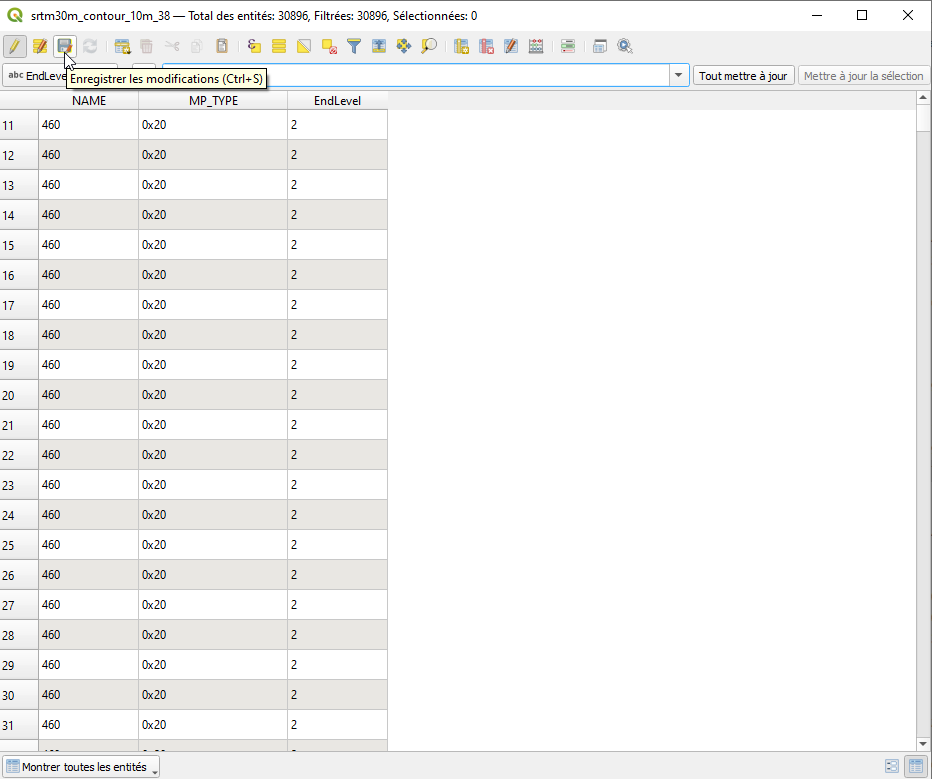 srtm30m_contour_10m_38 — Total des entités: 30896, Filtrées: 30896, Sélectionnées: 0
abc EndLeve
Tout mettre à jour
Mettre à jour la sélection
Enregistrer les modifications (Ctrl+S)
NAME MP_TYPE EndLevel
11 460 0x20 2
12 460 0x20 2
13 460 0x20 2
14 460 0x20 2
15 460 0x20 2
16 460 0x20 2
17 460 0x20 2
18 460 0x20 2
19 460 0x20 2
20 460 0x20 2
21 460 0x20 2
22 460 0x20 2
23 460 0x20 2
24 460 0x20 2
25 460 0x20 2
26 460 0x20 2
27 460 0x20 2
28 460 0x20 2
29 460 0x20 2
30 460 0x20 2
31 460 0x20 2
Montrer toutes les entités